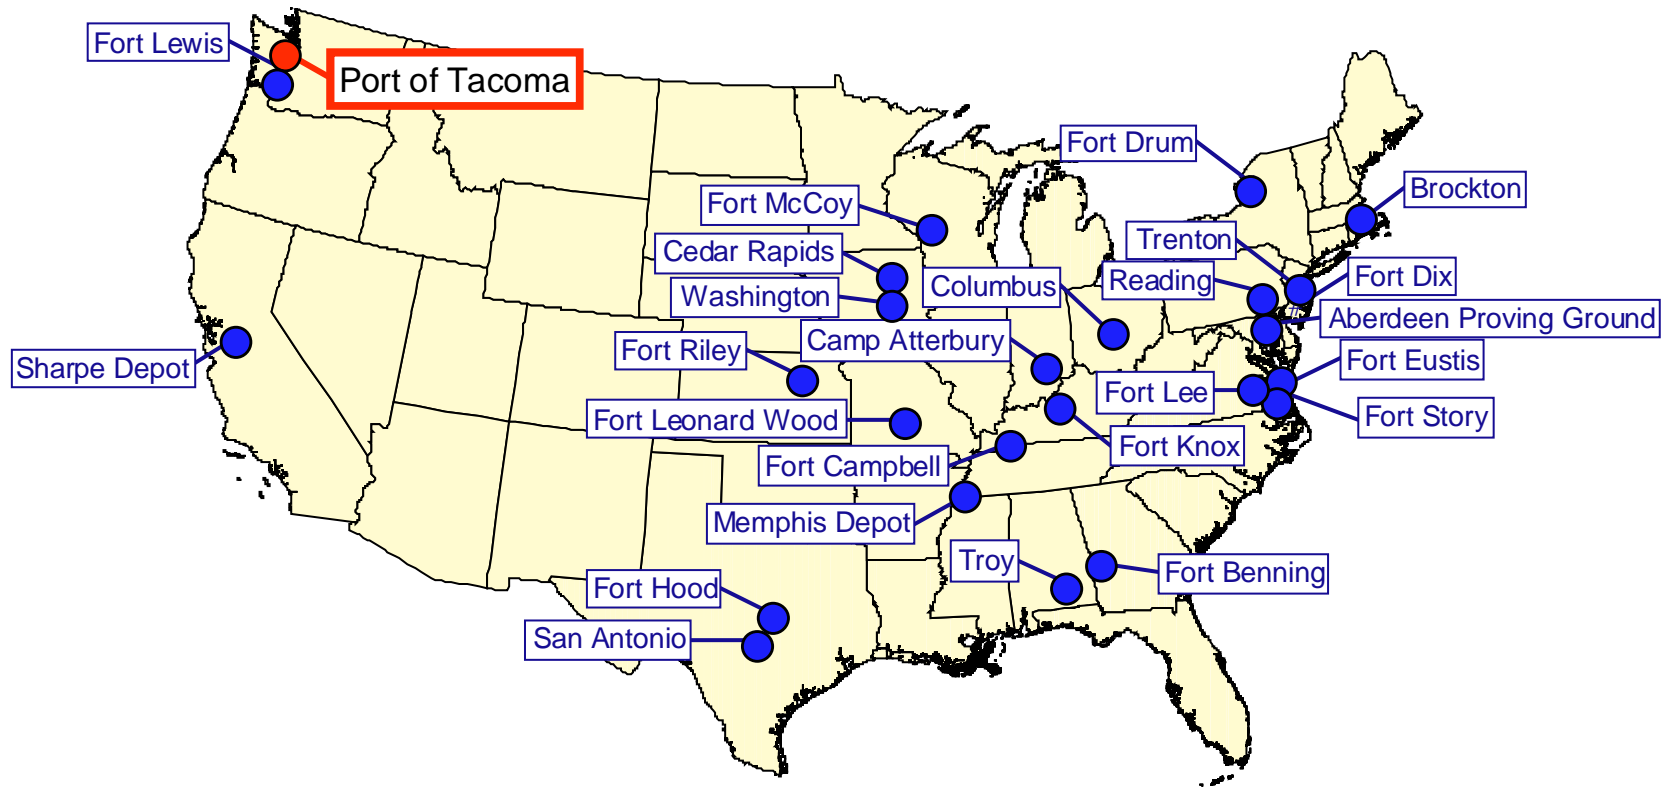 Fort Lewis
Port of Tacoma
Fort Drum
Brockton
Fort McCoy
Trenton
Cedar Rapids
Reading
Fort Dix
Washington
Columbus
Aberdeen Proving Ground
Camp Atterbury
Fort Riley
Sharpe Depot
Fort Eustis
Fort Lee
Fort Story
Fort Leonard Wood
Fort Knox
Fort Campbell
Memphis Depot
Troy
Fort Benning
Fort Hood
San Antonio